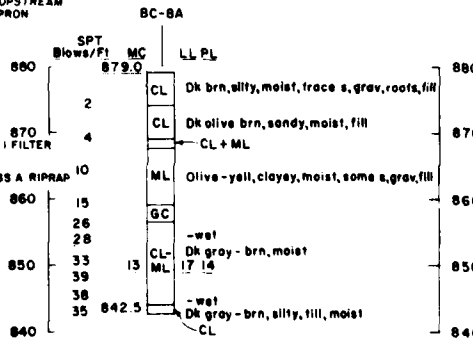 UPSTREAM
PRON
BC-8A
SPT
Blows/Ft MC LL PL
880 879.0 880
CL Dk brn, silty, moist, trace s, grav, roots, fill
2
CL Dk olive brn, sandy, moist, fill
870 870
4
FILTER CL + ML
10 ML Olive-yell, clayey, moist, some s, grav, fill
SS A RIPRAP
860 15 860
GC
26
28 -wet
CL- Dk gray-brn, moist
850 33 13 ML 17 14 850
39
38 -wet
35 842.5 Dk gray-brn, silty, till, moist
840 CL 840